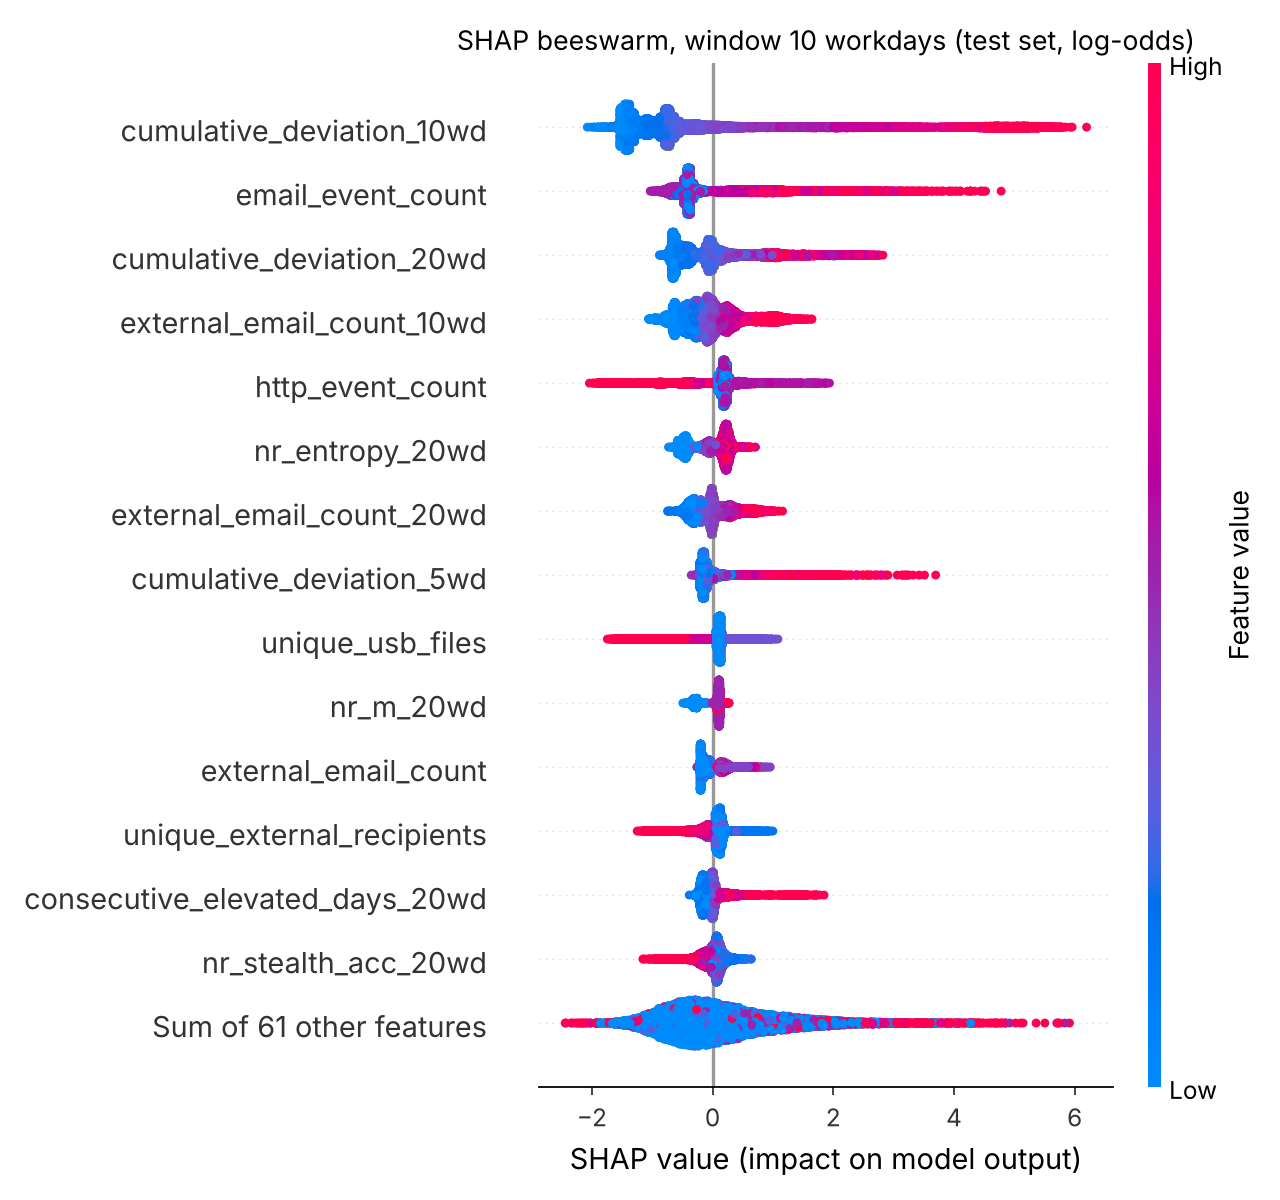 SHAP beeswarm, window 10 workdays (test set, log-odds)
High
cumulative_deviation_10wd
email_event_count
cumulative_deviation_20wd
external_email_count_10wd
http_event_count
nr_entropy_20wd
external_email_count_20wd
cumulative_deviation_5wd
unique_usb_files
nr_m_20wd
external_email_count
unique_external_recipients
consecutive_elevated_days_20wd
nr_stealth_acc_20wd
Sum of 61 other features
Feature value
Low
−2 0 2 4 6
SHAP value (impact on model output)